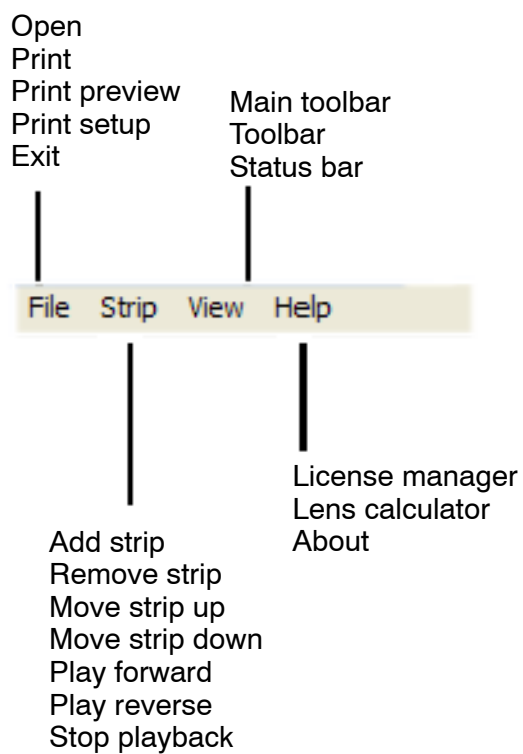 Open
Print
Print preview
Print setup
Exit
Main toolbar
Toolbar
Status bar
File Strip View Help
License manager
Lens calculator
About
Add strip
Remove strip
Move strip up
Move strip down
Play forward
Play reverse
Stop playback